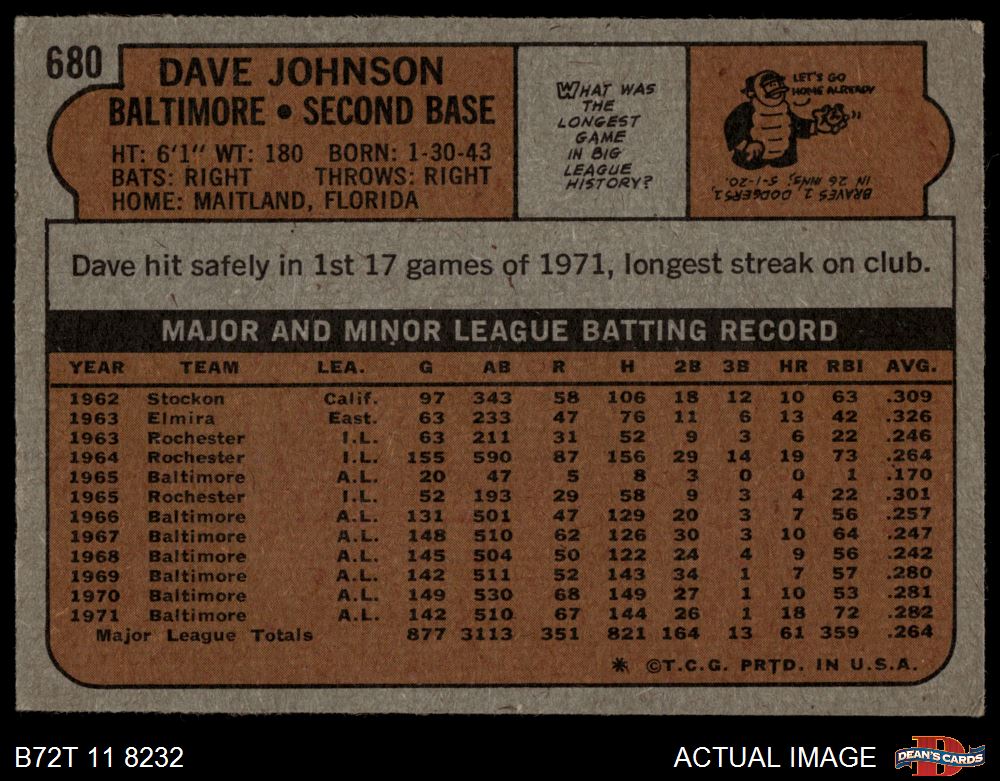 680
DAVE JOHNSON
BALTIMORE • SECOND BASE
HT: 6'1" WT: 180 BORN: 1-30-43
BATS: RIGHT THROWS: RIGHT
HOME: MAITLAND, FLORIDA
WHAT WAS
THE
LONGEST
GAME
IN BIG
LEAGUE
HISTORY?
LET'S GO
HOME ALREADY
BRAVES 1, DODGERS 1,
IN 26 INNS; 5-1-20.
Dave hit safely in 1st 17 games of 1971, longest streak on club.
MAJOR AND MINOR LEAGUE BATTING RECORD
YEAR TEAM LEA. G AB R H 2B 3B HR RBI AVG.
1962 Stockon Calif. 97 343 58 106 18 12 10 63 .309
1963 Elmira East. 63 233 47 76 11 6 13 42 .326
1963 Rochester I.L. 63 211 31 52 9 3 6 22 .246
1964 Rochester I.L. 155 590 87 156 29 14 19 73 .264
1965 Baltimore A.L. 20 47 5 8 3 0 0 1 .170
1965 Rochester I.L. 52 193 29 58 9 3 4 22 .301
1966 Baltimore A.L. 131 501 47 129 20 3 7 56 .257
1967 Baltimore A.L. 148 510 62 126 30 3 10 64 .247
1968 Baltimore A.L. 145 504 50 122 24 4 9 56 .242
1969 Baltimore A.L. 142 511 52 143 34 1 7 57 .280
1970 Baltimore A.L. 149 530 68 149 27 1 10 53 .281
1971 Baltimore A.L. 142 510 67 144 26 1 18 72 .282
Major League Totals 877 3113 351 821 164 13 61 359 .264
* ©T.C.G. PRTD. IN U.S.A.
B72T 11 8232
ACTUAL IMAGE
D
DEAN'S CARDS